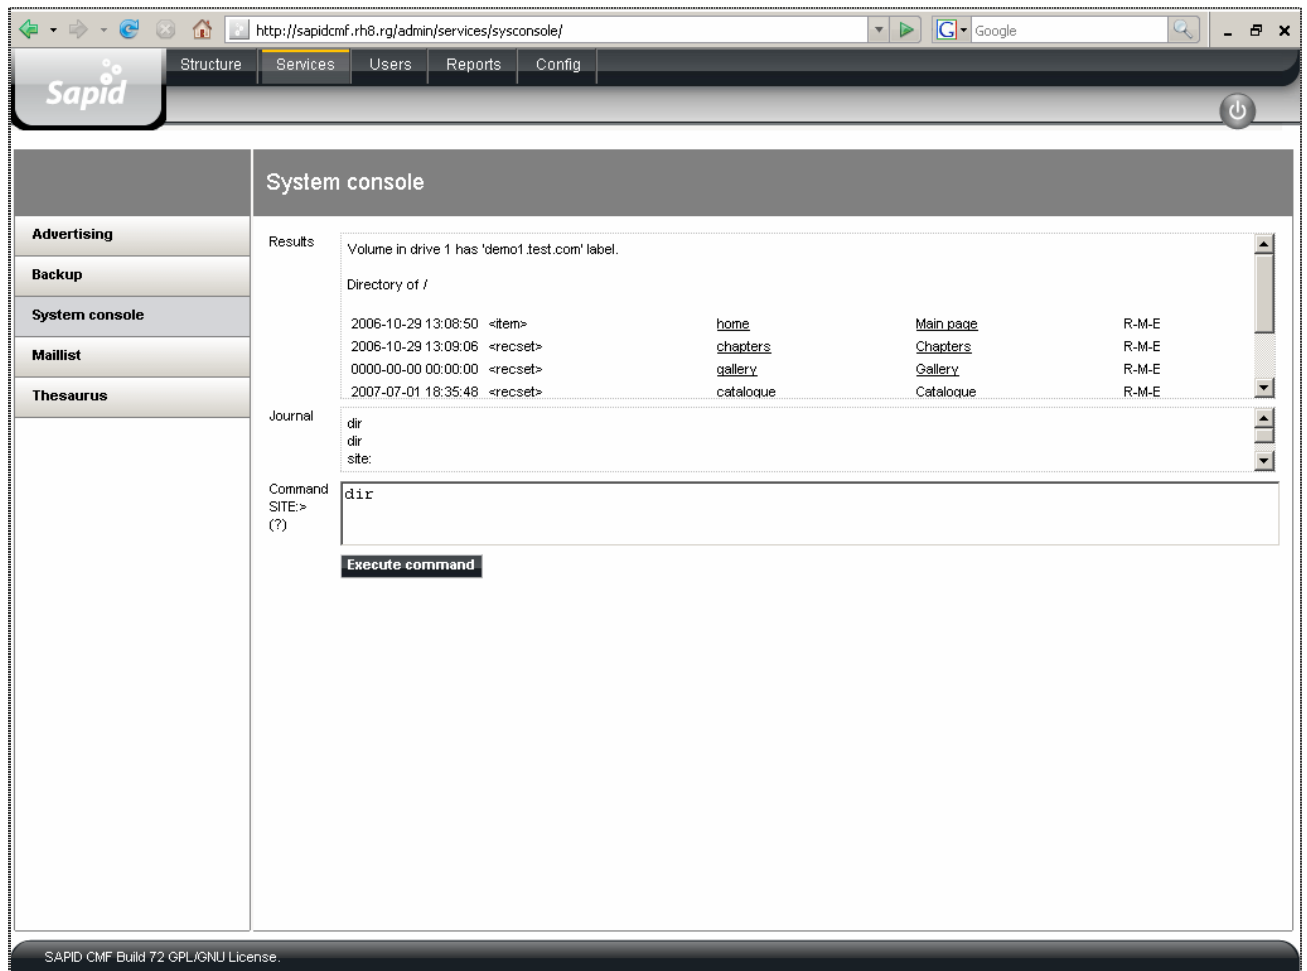 http://sapidcmf.rh8.rg/admin/services/sysconsole/
G Google
Sapid
Structure Services Users Reports Config
System console
Advertising
Backup
System console
Maillist
Thesaurus
Results
Volume in drive 1 has 'demo1.test.com' label.
Directory of /
2006-10-29 13:08:50 <item> home Main page R-M-E
2006-10-29 13:09:06 <recset> chapters Chapters R-M-E
0000-00-00 00:00:00 <recset> gallery Gallery R-M-E
2007-07-01 18:35:48 <recset> catalogue Catalogue R-M-E
Journal
dir
dir
site:
Command
SITE:>
(?)
dir
Execute command
SAPID CMF Build 72 GPL/GNU License.